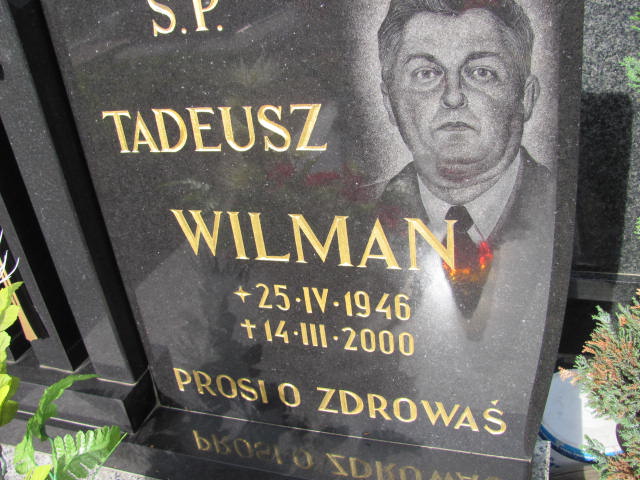 Ś.P.
TADEUSZ
WILMAN
+25·IV·1946
✝14·III·2000
PROSI O ZDROWAŚ